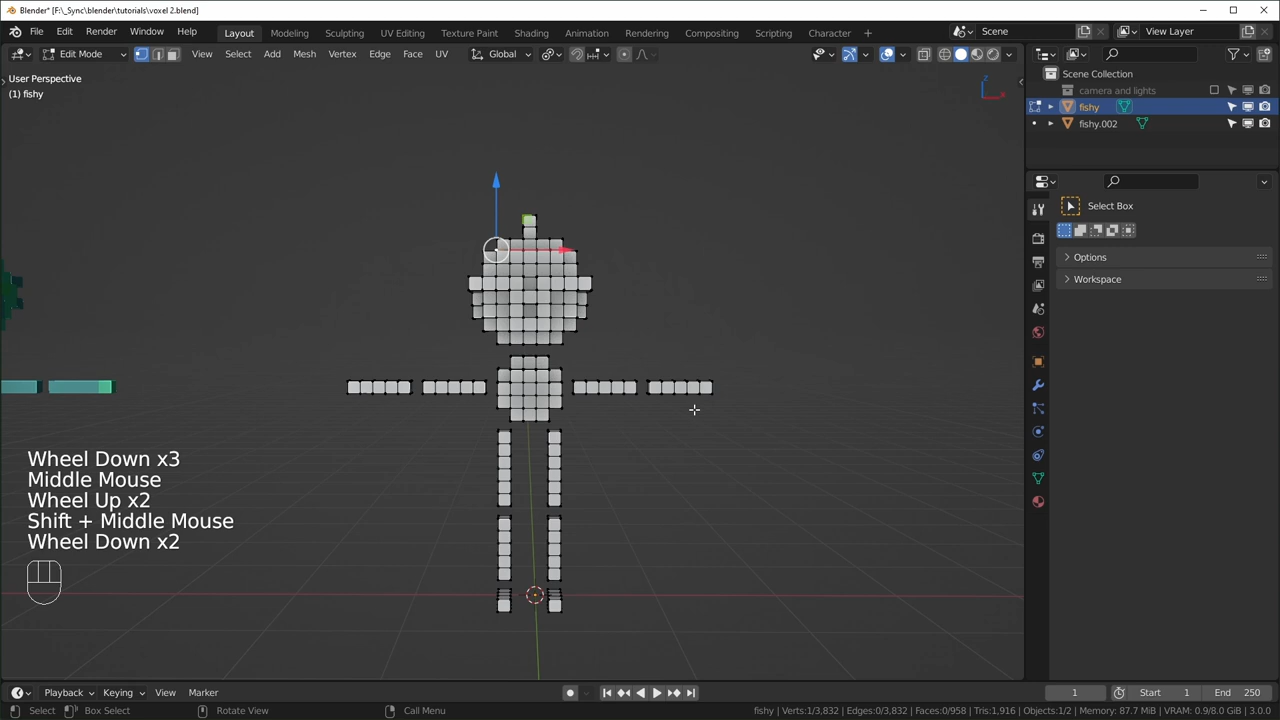 Blender* [F:\_Sync\blender\tutorials\voxel 2.blend]
File Edit Render Window Help Layout Modeling Sculpting UV Editing Texture Paint Shading Animation Rendering Compositing Scripting Character Scene View Layer
Edit Mode View Select Add Mesh Vertex Edge Face UV Global
User Perspective
(1) fishy
Z
X
Scene Collection
camera and lights
fishy
fishy.002
Select Box
Options
Workspace
Wheel Down x3
Middle Mouse
Wheel Up x2
Shift + Middle Mouse
Wheel Down x2
Playback Keying View Marker 1 Start 1 End 250
Select Box Select Rotate View Call Menu fishy | Verts:1/3,832 | Edges:0/3,832 | Faces:0/958 | Tris:1,916 | Objects:1/2 | Memory: 87.7 MiB | VRAM: 0.9/8.0 GiB | 3.0.0